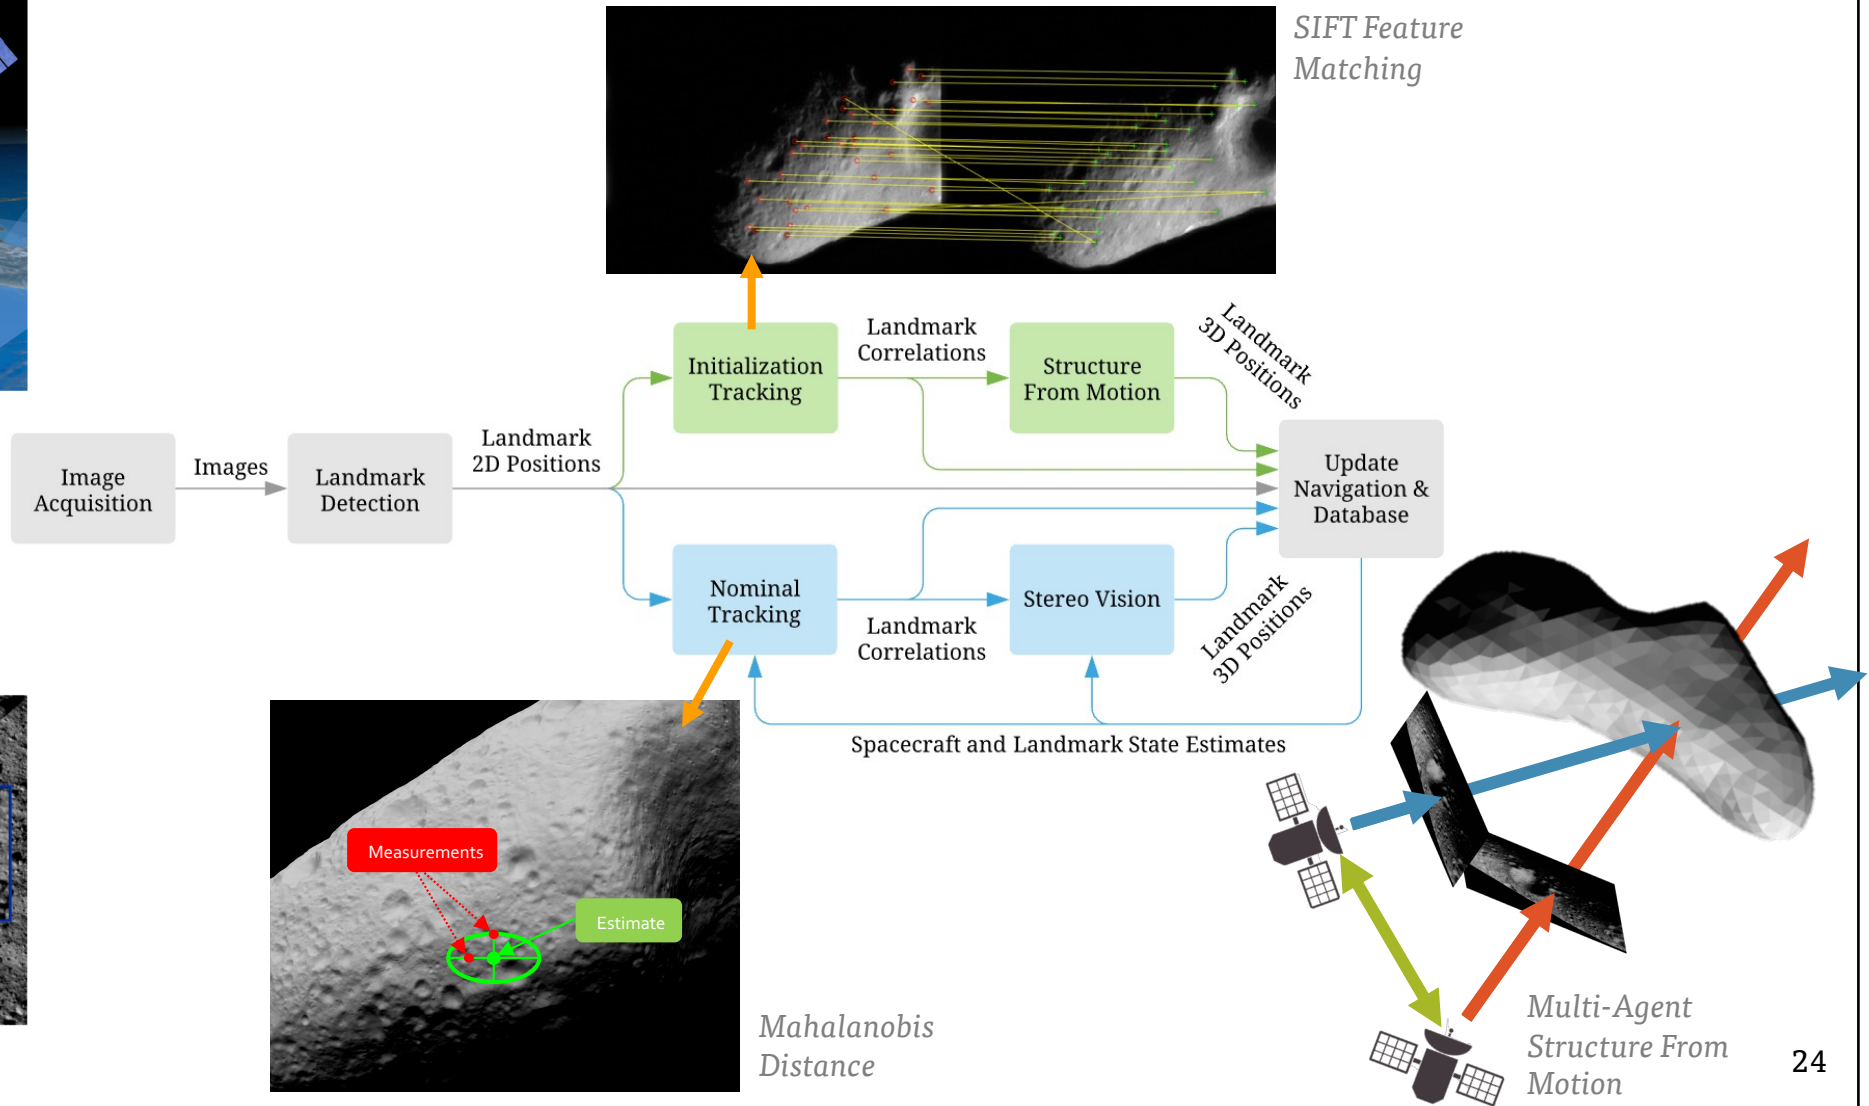 SIFT Feature
Matching
Landmark
Correlations
Landmark
3D Positions
Initialization
Tracking
Structure
From Motion
Landmark
2D Positions
Images
Image
Acquisition
Landmark
Detection
Update
Navigation &
Database
Nominal
Tracking
Stereo Vision
Landmark
Correlations
Landmark
3D Positions
Spacecraft and Landmark State Estimates
Measurements
Estimate
Mahalanobis
Distance
Multi-Agent
Structure From
Motion
24